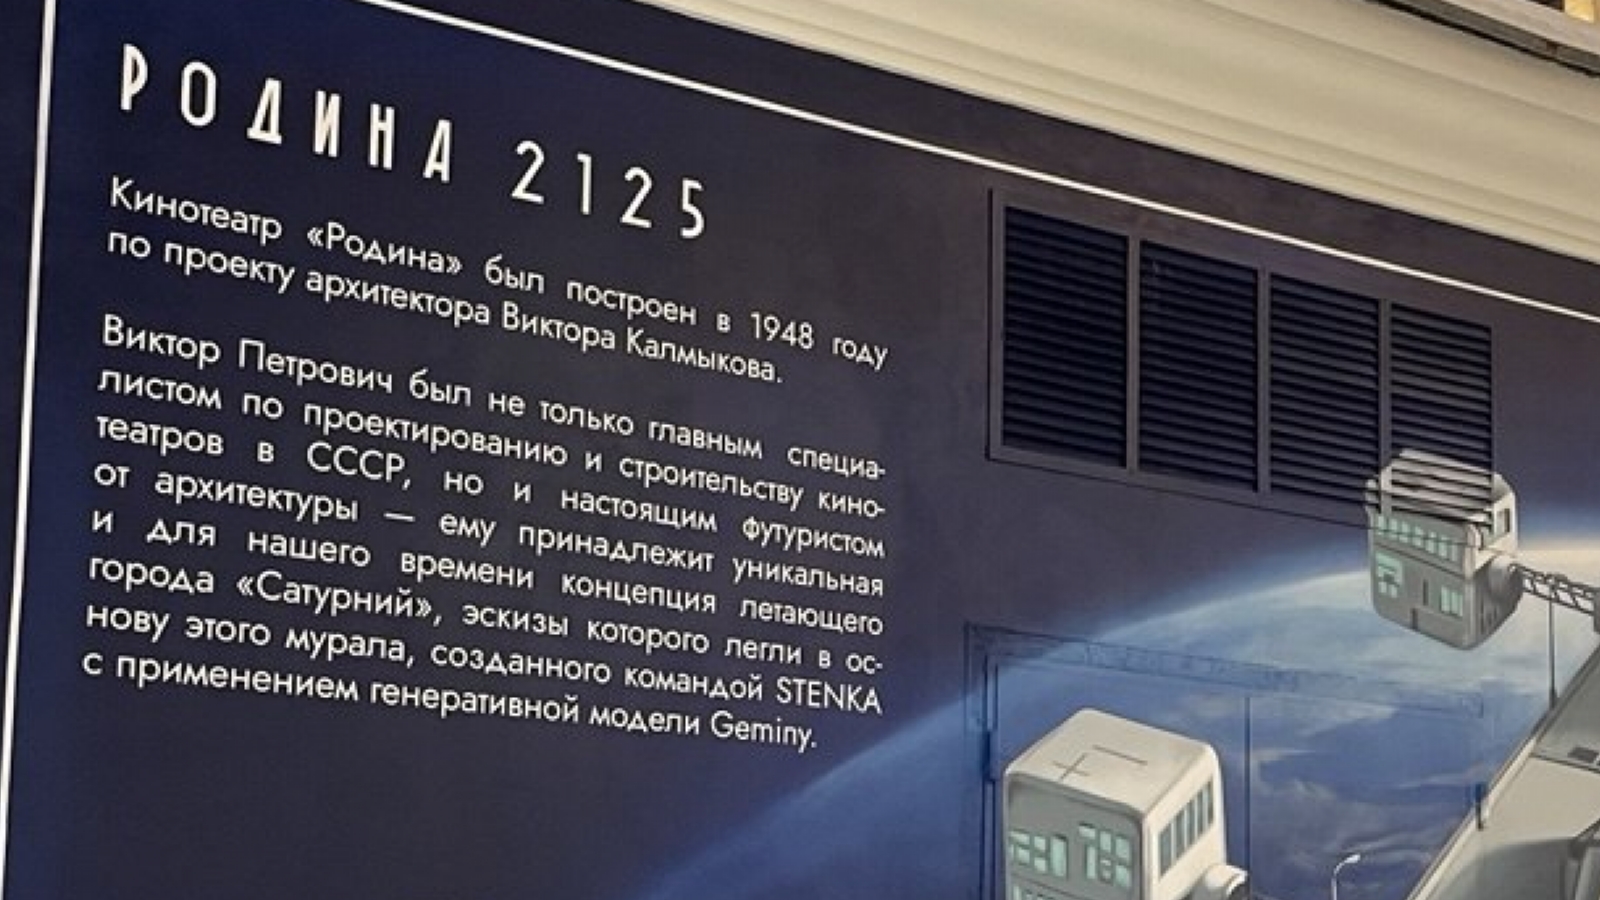 РОДИНА 2125
Кинотеатр «Родина» был построен в 1948 году
по проекту архитектора Виктора Калмыкова.
Виктор Петрович был не только главным специа-
листом по проектированию и строительству кино-
театров в СССР, но и настоящим футуристом
от архитектуры — ему принадлежит уникальная
и для нашего времени концепция летающего
города «Сатурний», эскизы которого легли в ос-
нову этого мурала, созданного командой STENKA
с применением генеративной модели Geminy.